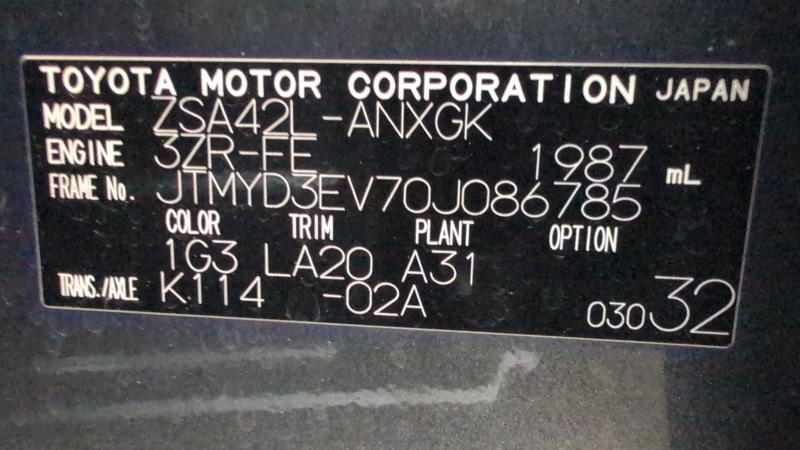 TOYOTA MOTOR CORPORATION JAPAN
MODEL ZSA42L-ANXGK
ENGINE 3ZR-FE 1987 mL
FRAME No. JTMYD3EV70J086785
COLOR TRIM PLANT OPTION
1G3 LA20 A31
TRANS./AXLE K114 -02A 030 32